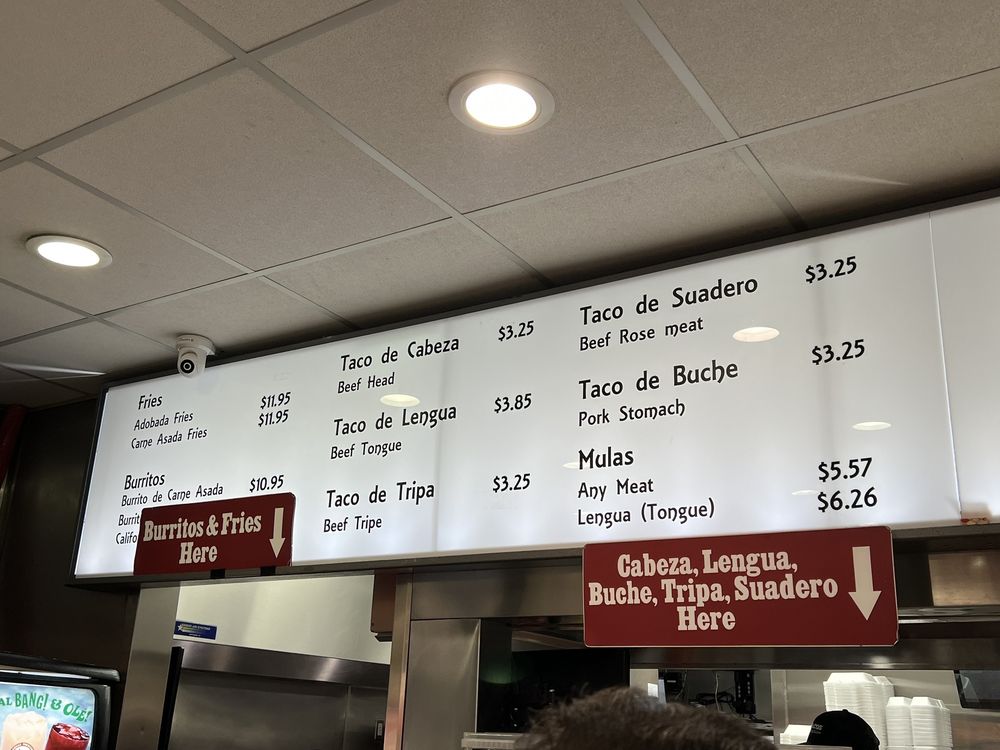 Fries
Adobada Fries $11.95
Carne Asada Fries $11.95
Burritos
Burrito de Carne Asada $10.95
Burritos & Fries
Here
Taco de Cabeza $3.25
Beef Head
Taco de Lengua $3.85
Beef Tongue
Taco de Tripa $3.25
Beef Tripe
Taco de Suadero $3.25
Beef Rose meat
Taco de Buche $3.25
Pork Stomach
Mulas
Any Meat $5.57
Lengua (Tongue) $6.26
Cabeza, Lengua,
Buche, Tripa, Suadero
Here
BANG! & OLE!